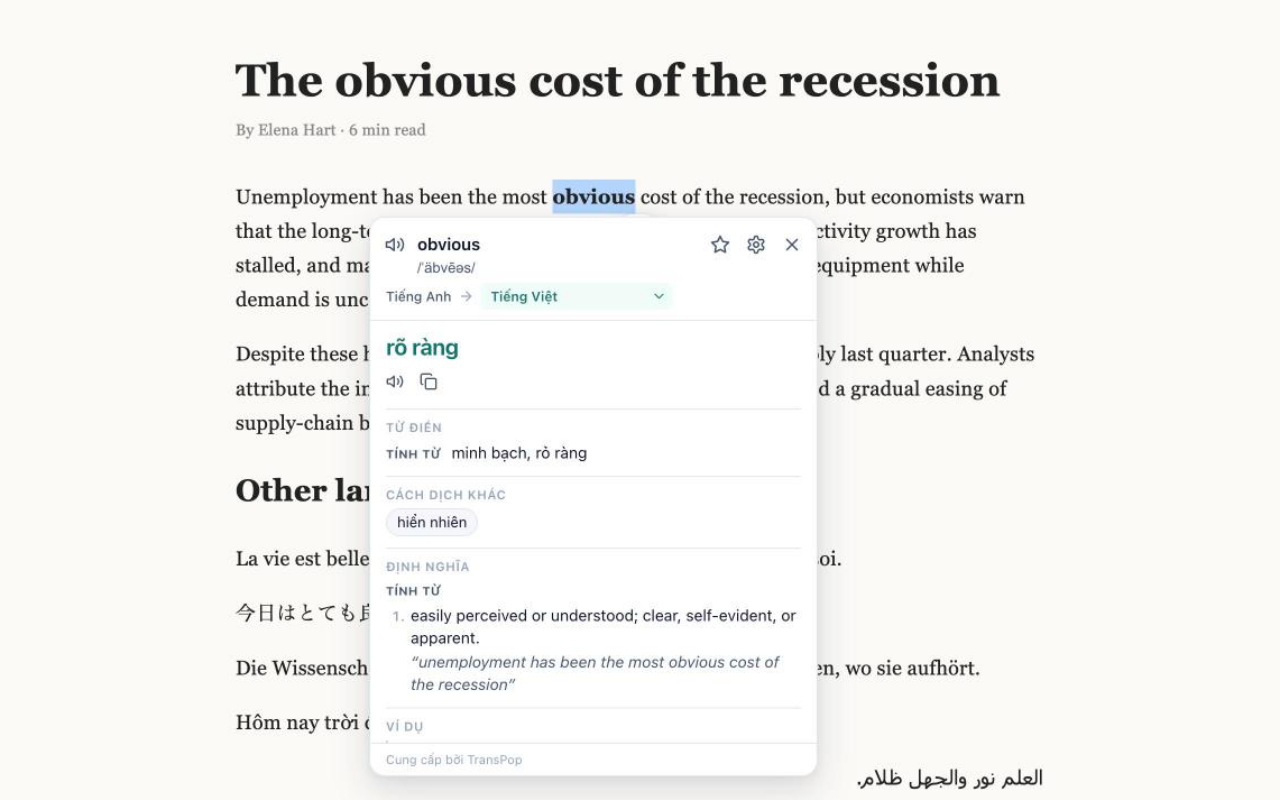 The obvious cost of the recession
By Elena Hart · 6 min read
Unemployment has been the most obvious cost of the recession, but economists warn
that the long-t
ctivity growth has
stalled, and ma
equipment while
demand is unc
Despite these h
ly last quarter. Analysts
attribute the in
d a gradual easing of
supply-chain b
Other lan
La vie est belle
oi.
今日はとても良
Die Wissensch
en, wo sie aufhört.
Hôm nay trời
العلم نور والجهل ظلام.
obvious
/ˈäbvēəs/
Tiếng Anh → Tiếng Việt
rõ ràng
TỪ ĐIỂN
TÍNH TỪ minh bạch, rỏ ràng
CÁCH DỊCH KHÁC
hiển nhiên
ĐỊNH NGHĨA
TÍNH TỪ
1. easily perceived or understood; clear, self-evident, or
apparent.
“unemployment has been the most obvious cost of
the recession”
VÍ DỤ
Cung cấp bởi TransPop